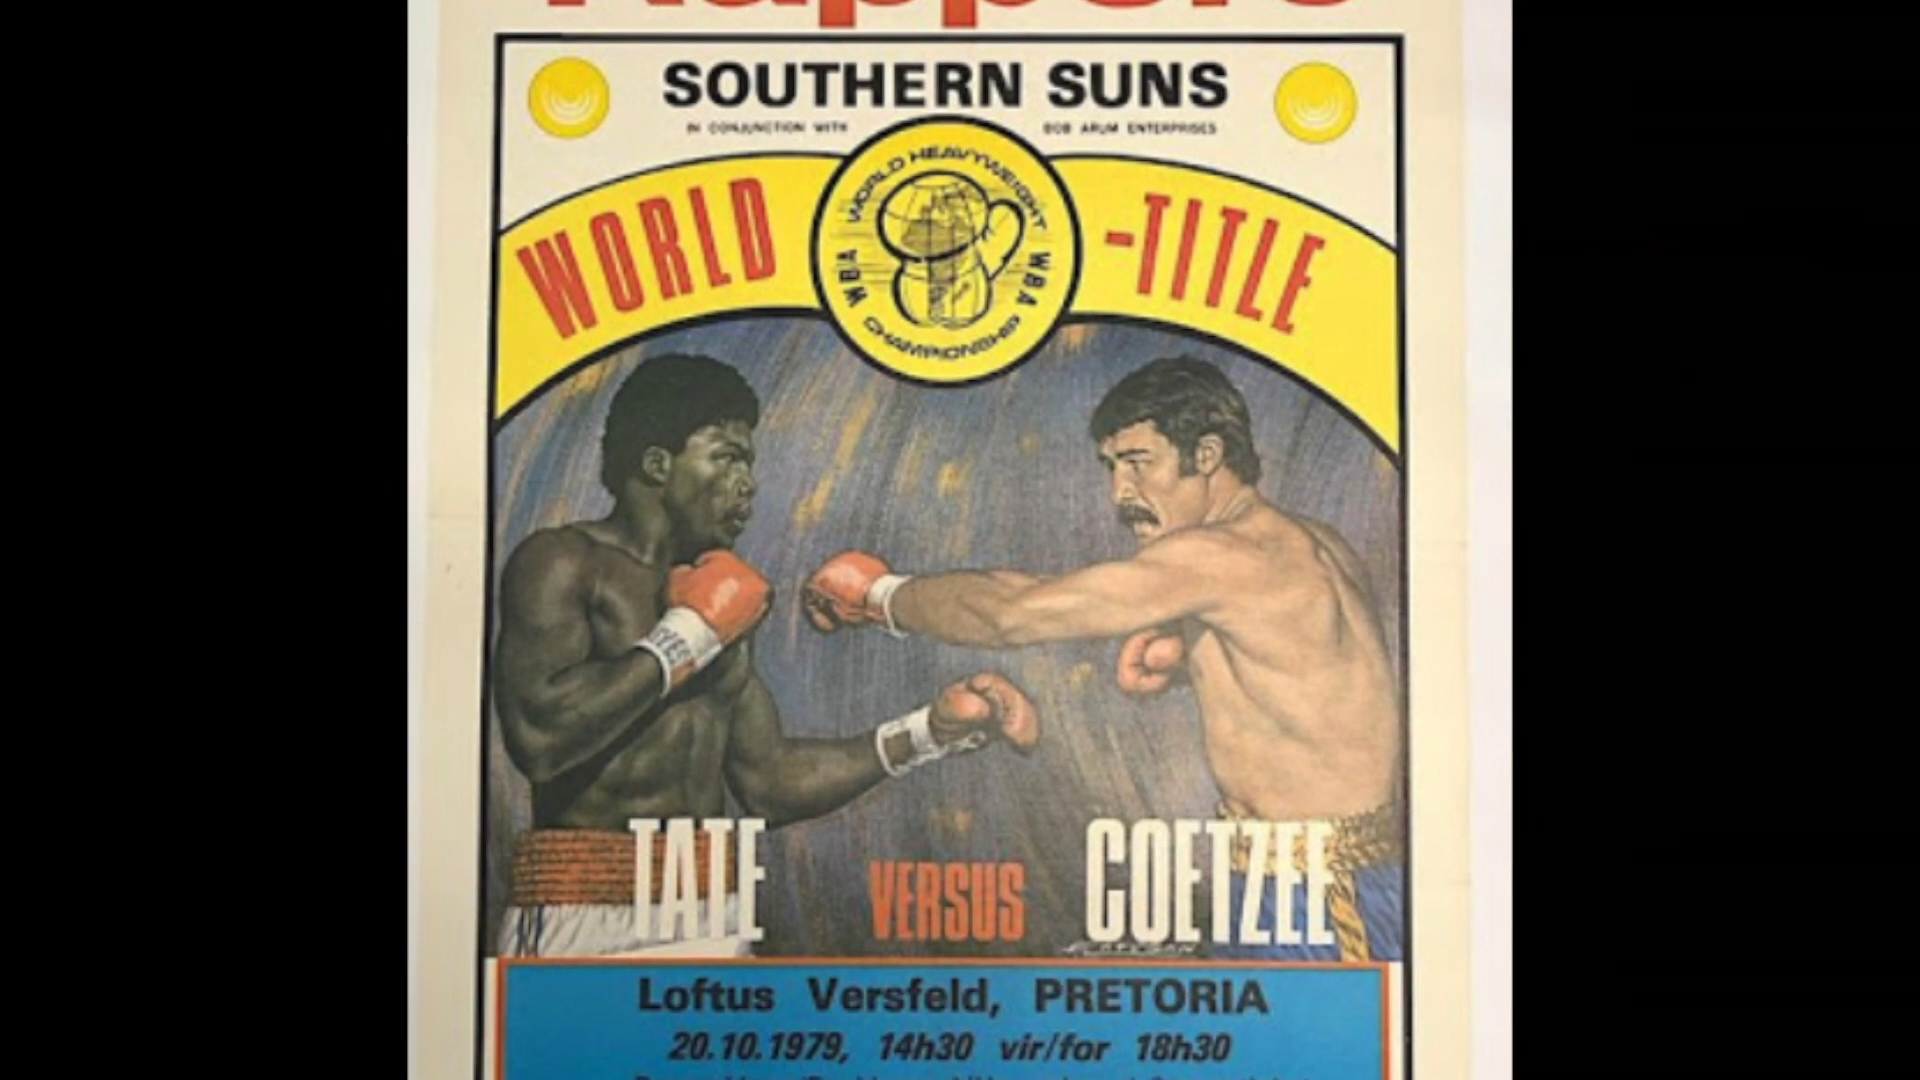 SOUTHERN SUNS
IN CONJUNCTION WITH BOB ARUM ENTERPRISES
WORLD -TITLE
WORLD HEAVYWEIGHT
WBA WBA
CHAMPIONSHIP
TATE VERSUS COETZEE
Loftus Versfeld, PRETORIA
20.10.1979, 14h30 vir/for 18h30